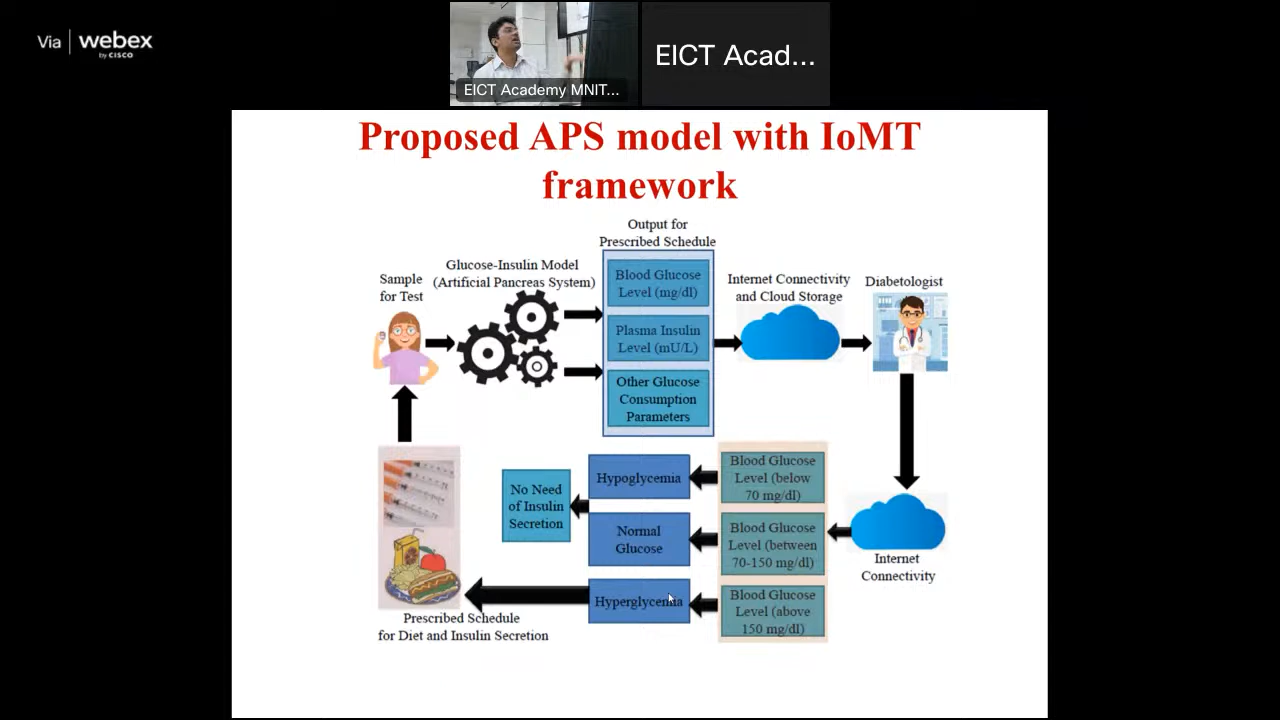 Via webex
by CISCO
EICT Academy MNIT...
EICT Acad...
Proposed APS model with IoMT
framework
Output for
Prescribed Schedule
Sample
for Test
Glucose-Insulin Model
(Artificial Pancreas System)
Blood Glucose
Level (mg/dl)
Plasma Insulin
Level (mU/L)
Other Glucose
Consumption
Parameters
Internet Connectivity
and Cloud Storage
Diabetologist
No Need
of Insulin
Secretion
Hypoglycemia
Normal
Glucose
Hyperglycemia
Blood Glucose
Level (below
70 mg/dl)
Blood Glucose
Level (between
70-150 mg/dl)
Blood Glucose
Level (above
150 mg/dl)
Internet
Connectivity
Prescribed Schedule
for Diet and Insulin Secretion